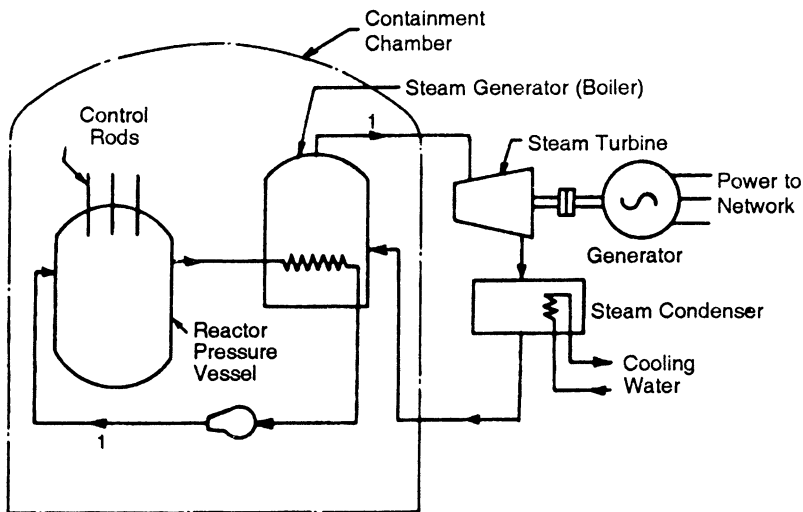 Containment
Chamber
Steam Generator (Boiler)
Control
Rods
1
Steam Turbine
Power to
Network
Generator
Steam Condenser
Reactor
Pressure
Vessel
Cooling
Water
1